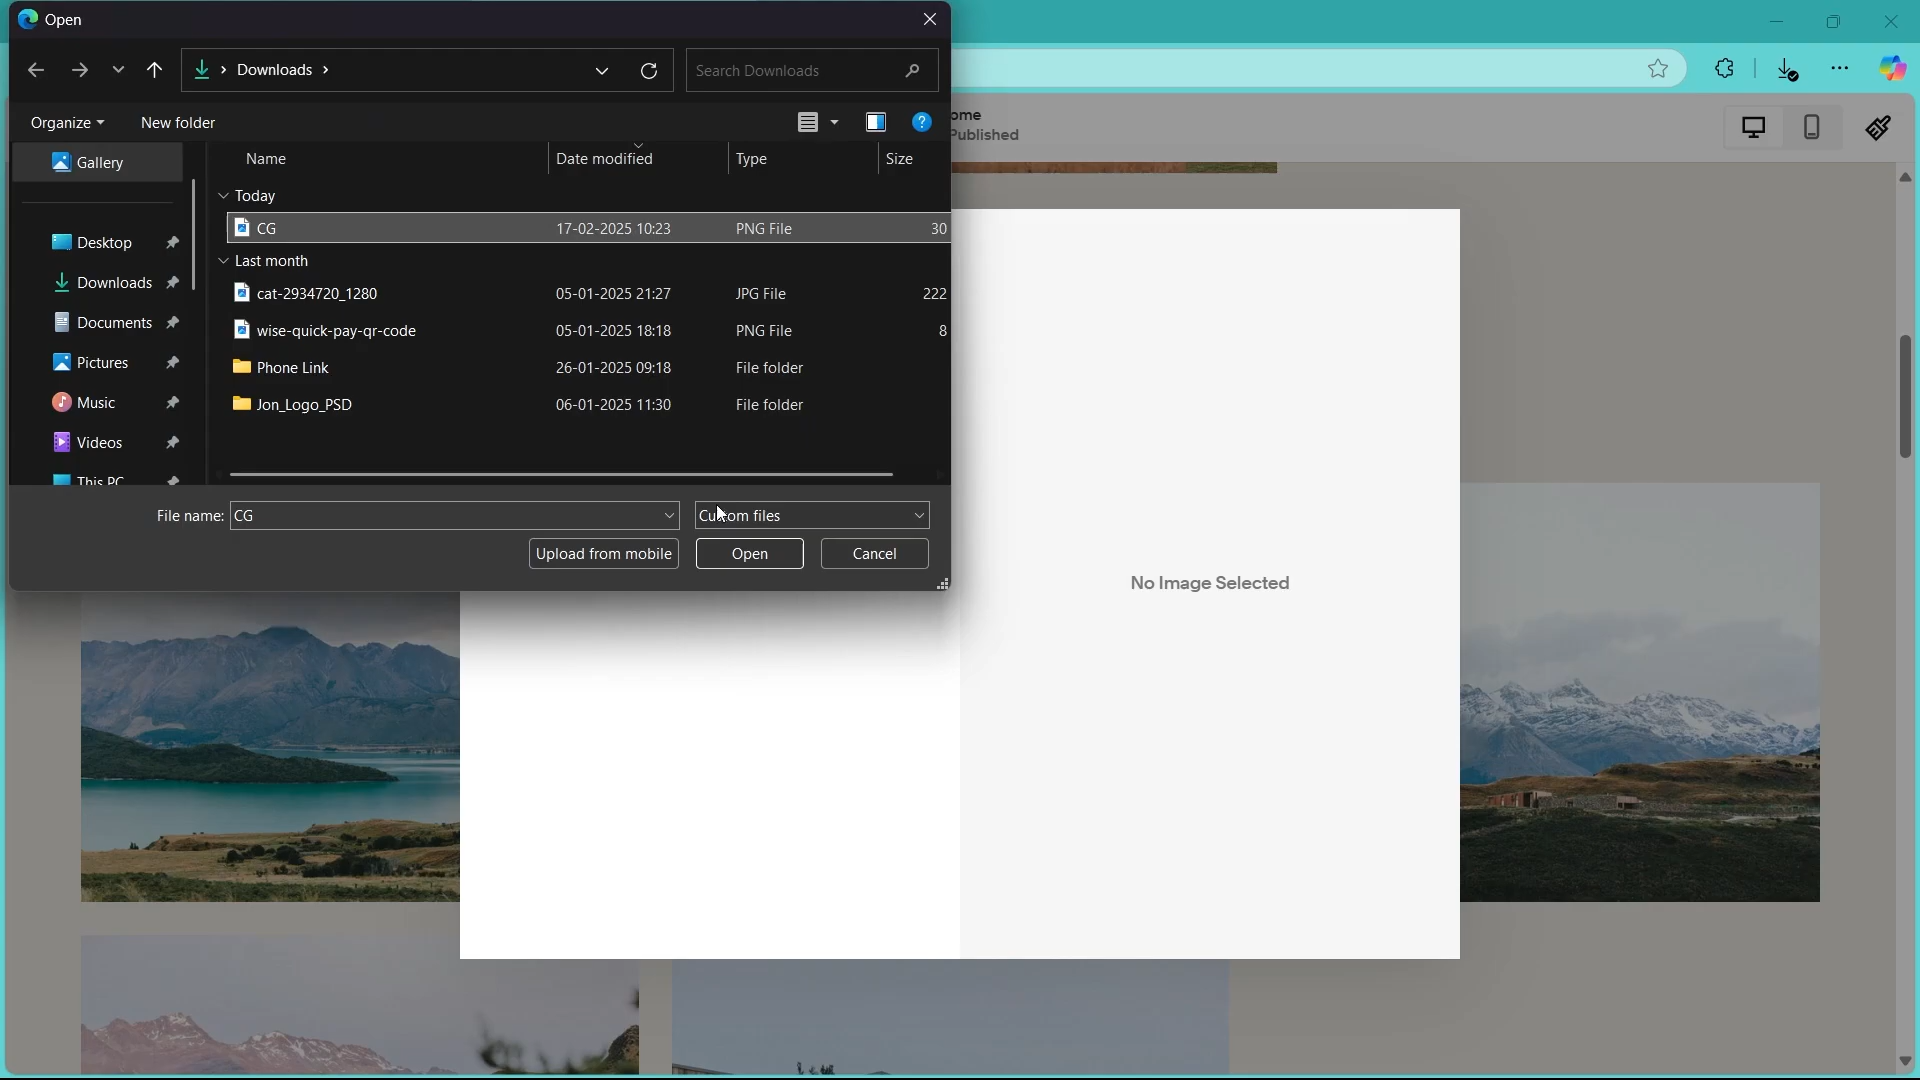 Open
Downloads
Search Downloads
ome
Published
Organize
New folder
Gallery
Name
Date modified
Type
Size
Today
CG
17-02-2025 10:23
PNG File
30
Last month
cat-2934720_1280
05-01-2025 21:27
JPG File
222
wise-quick-pay-qr-code
05-01-2025 18:18
PNG File
8
Phone Link
26-01-2025 09:18
File folder
Jon_Logo_PSD
06-01-2025 11:30
File folder
Desktop
Downloads
Documents
Pictures
Music
Videos
This PC
File name:
CG
Custom files
Upload from mobile
Open
Cancel
No Image Selected